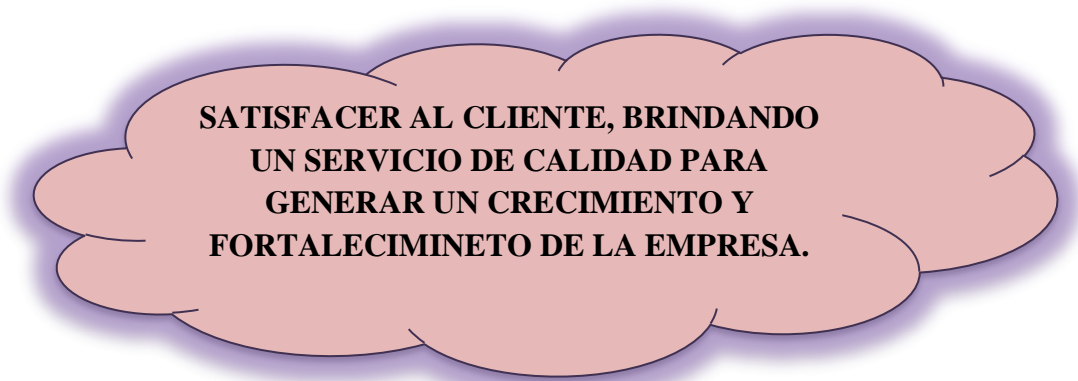 SATISFACER AL CLIENTE, BRINDANDO
UN SERVICIO DE CALIDAD PARA
GENERAR UN CRECIMIENTO Y
FORTALECIMINETO DE LA EMPRESA.